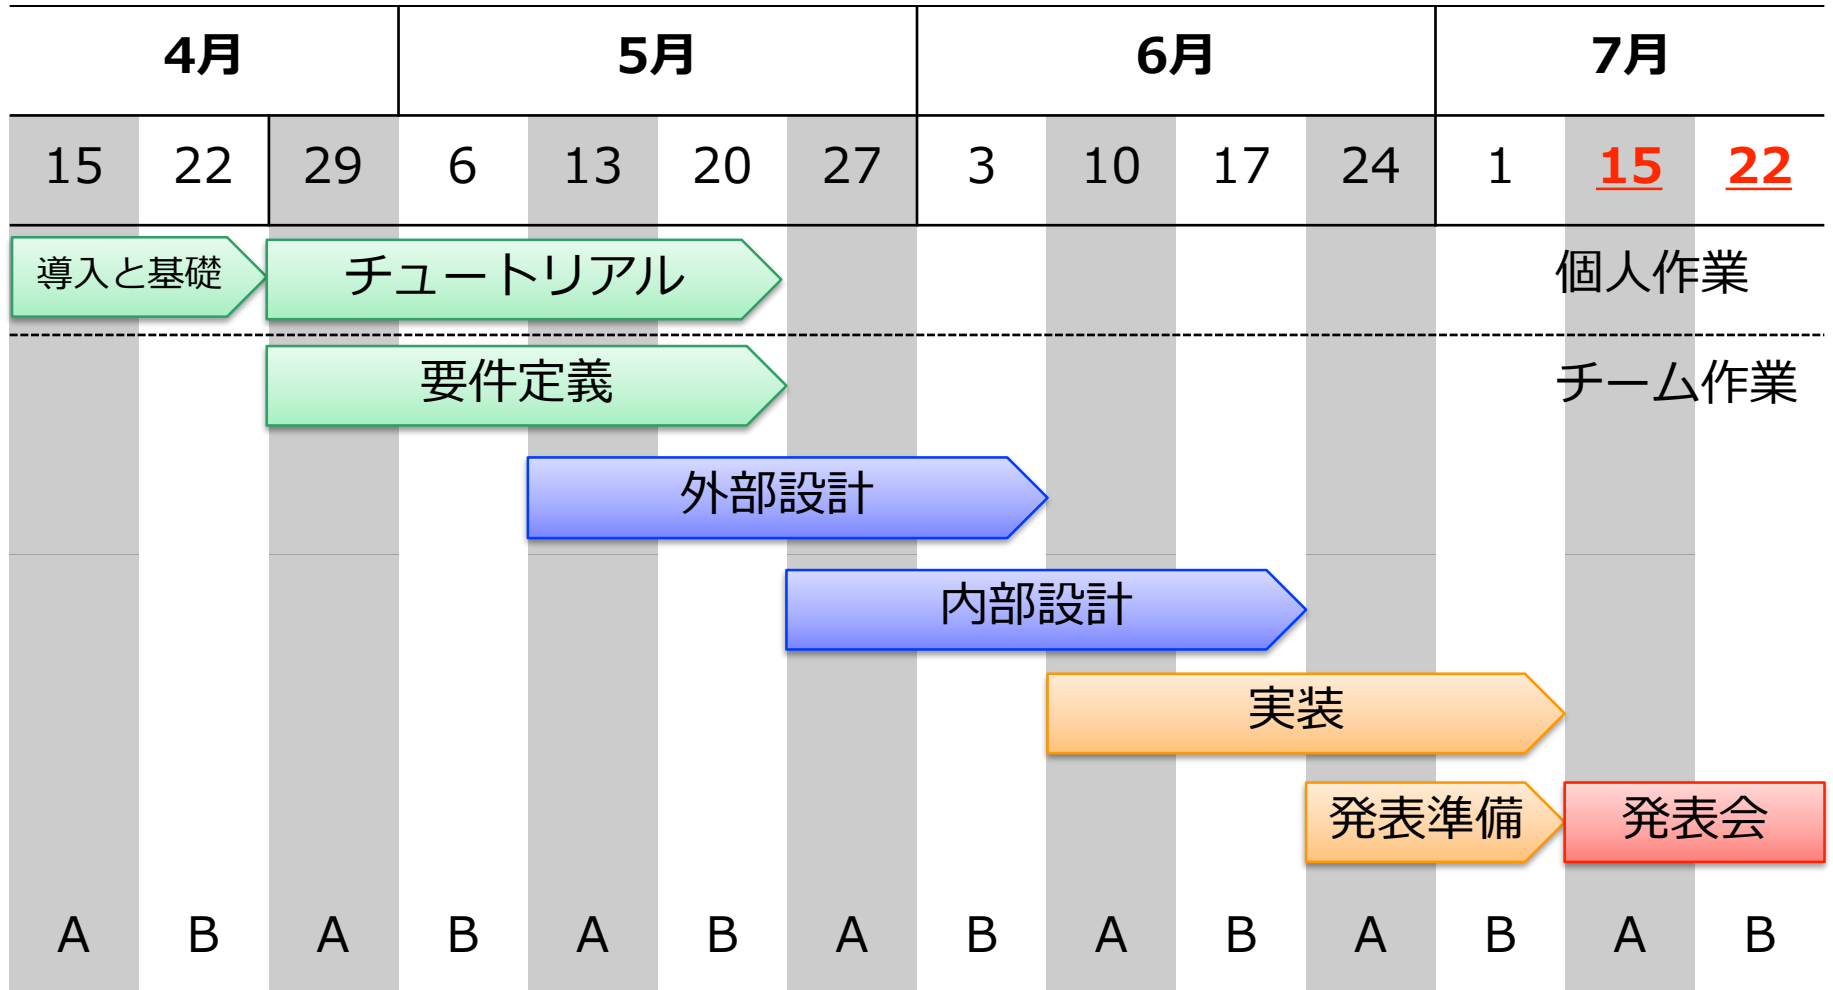 4月 5月 6月 7月
15 22 29 6 13 20 27 3 10 17 24 1 15 22
導入と基礎 チュートリアル 個人作業
要件定義 チーム作業
外部設計
内部設計
実装
発表準備 発表会
A B A B A B A B A B A B A B